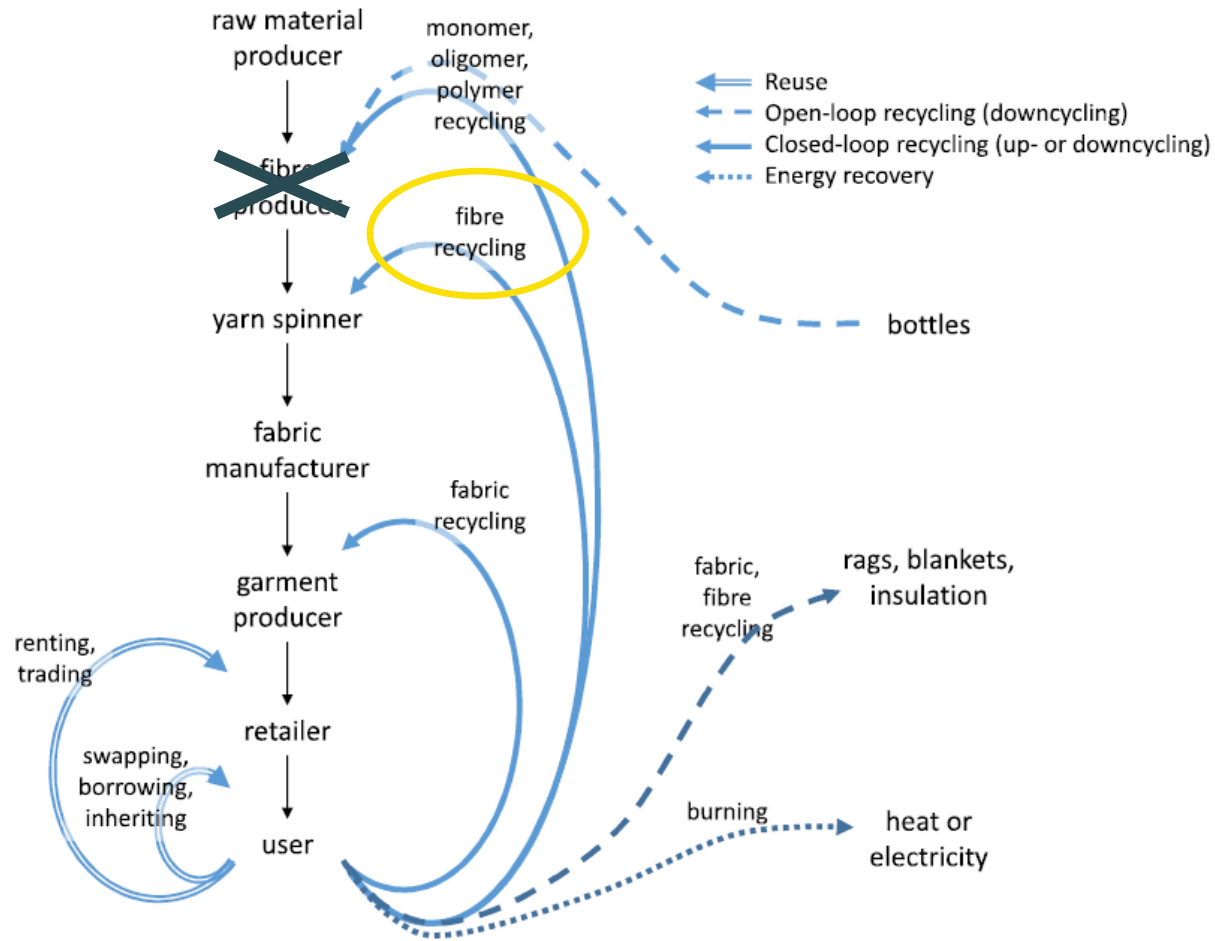 raw material
producer
monomer,
oligomer,
polymer
recycling
Reuse
Open-loop recycling (downcycling)
Closed-loop recycling (up- or downcycling)
Energy recovery
fibre
producer
fibre
recycling
yarn spinner
bottles
fabric
manufacturer
fabric
recycling
garment
producer
fabric,
fibre
recycling
rags, blankets,
insulation
renting,
trading
retailer
swapping,
borrowing,
inheriting
user
burning
heat or
electricity